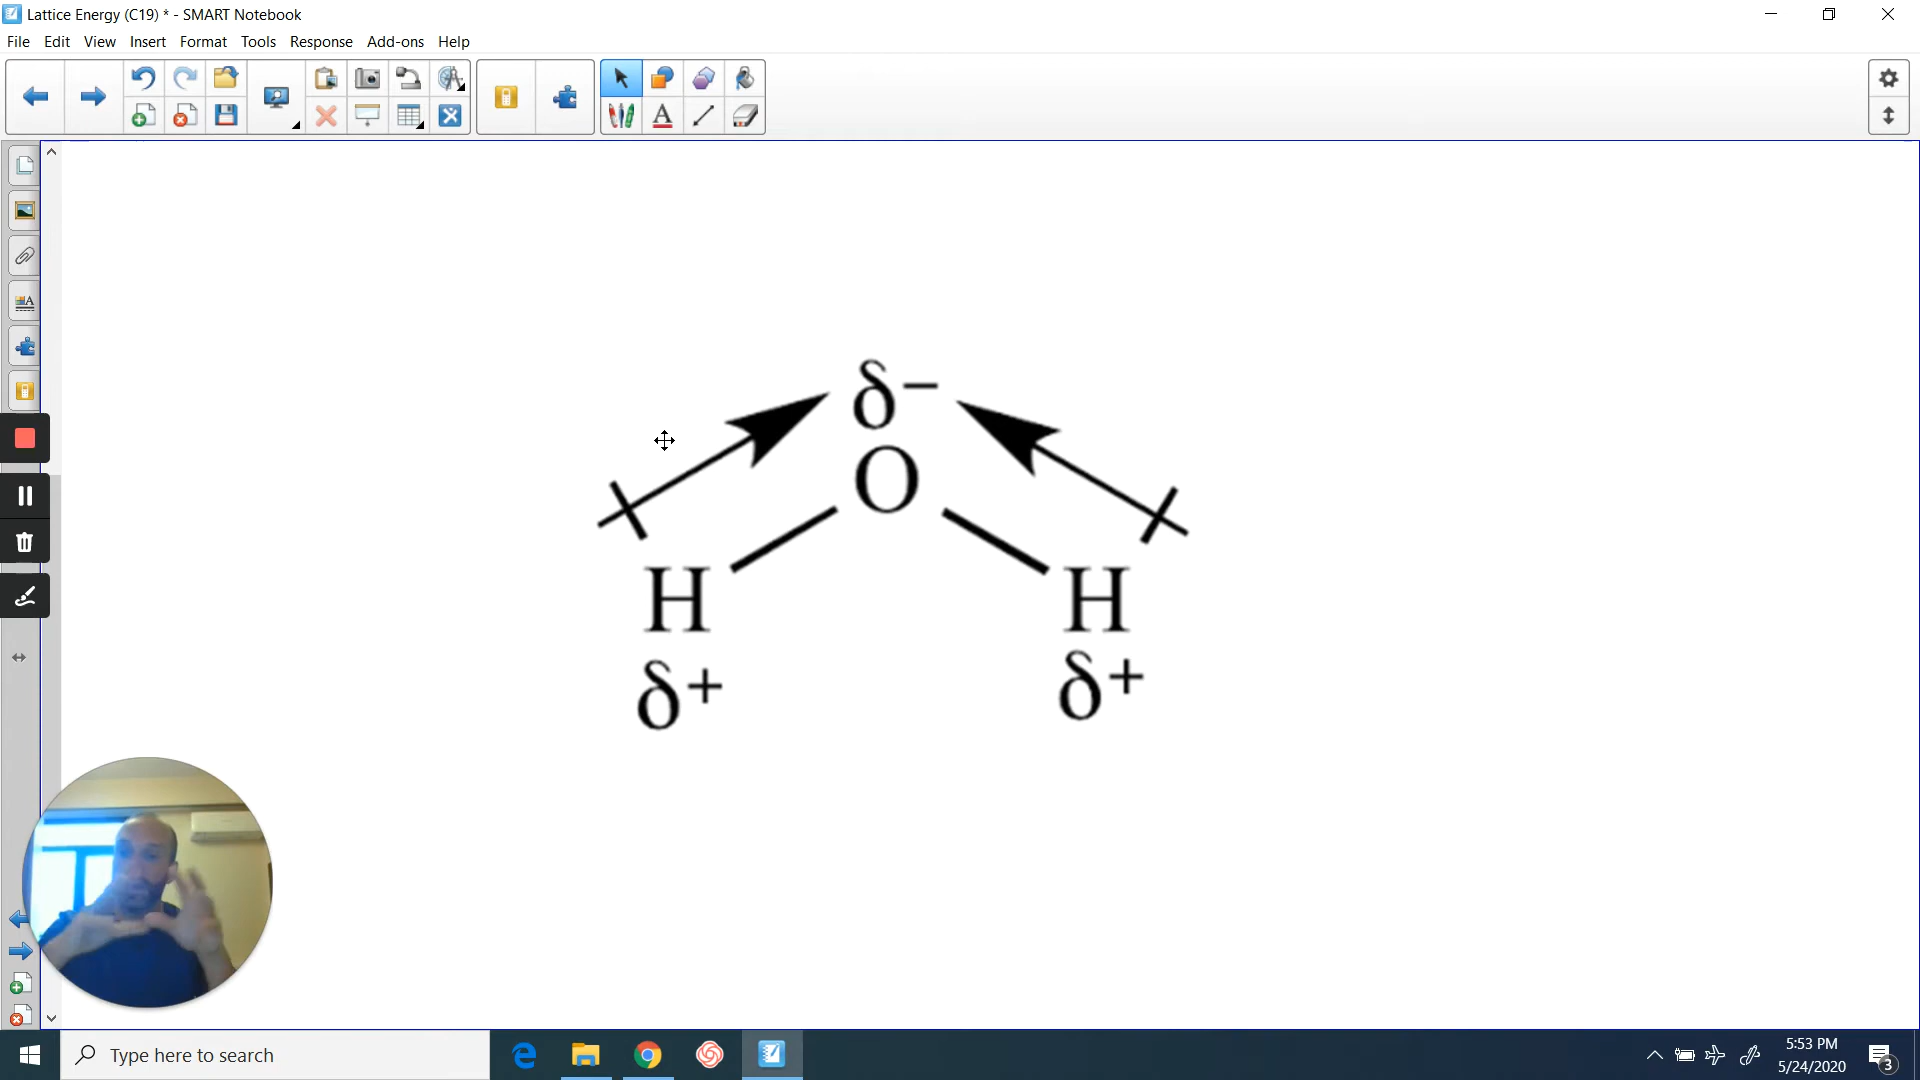 Lattice Energy (C19) * - SMART Notebook
File Edit View Insert Format Tools Response Add-ons Help
δ−
O
H H
δ+ δ+
Type here to search
5:53 PM
5/24/2020
3